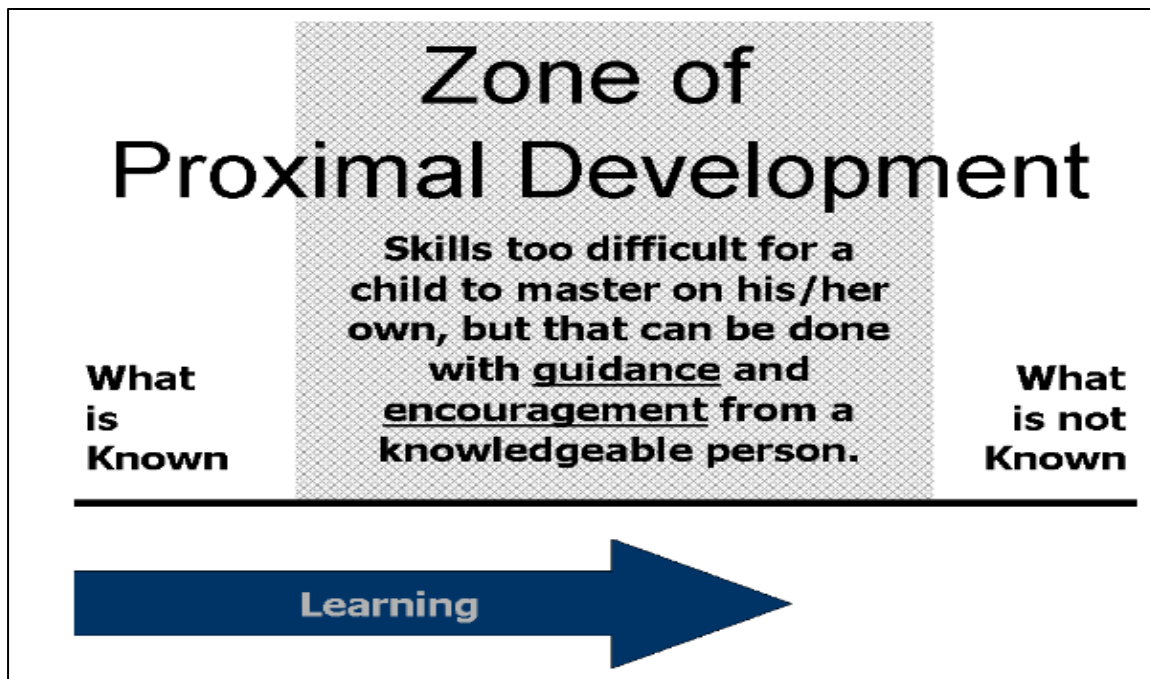 Zone of
Proximal Development
Skills too difficult for a
child to master on his/her
own, but that can be done
with guidance and
encouragement from a
knowledgeable person.
What
is
Known
What
is not
Known
Learning